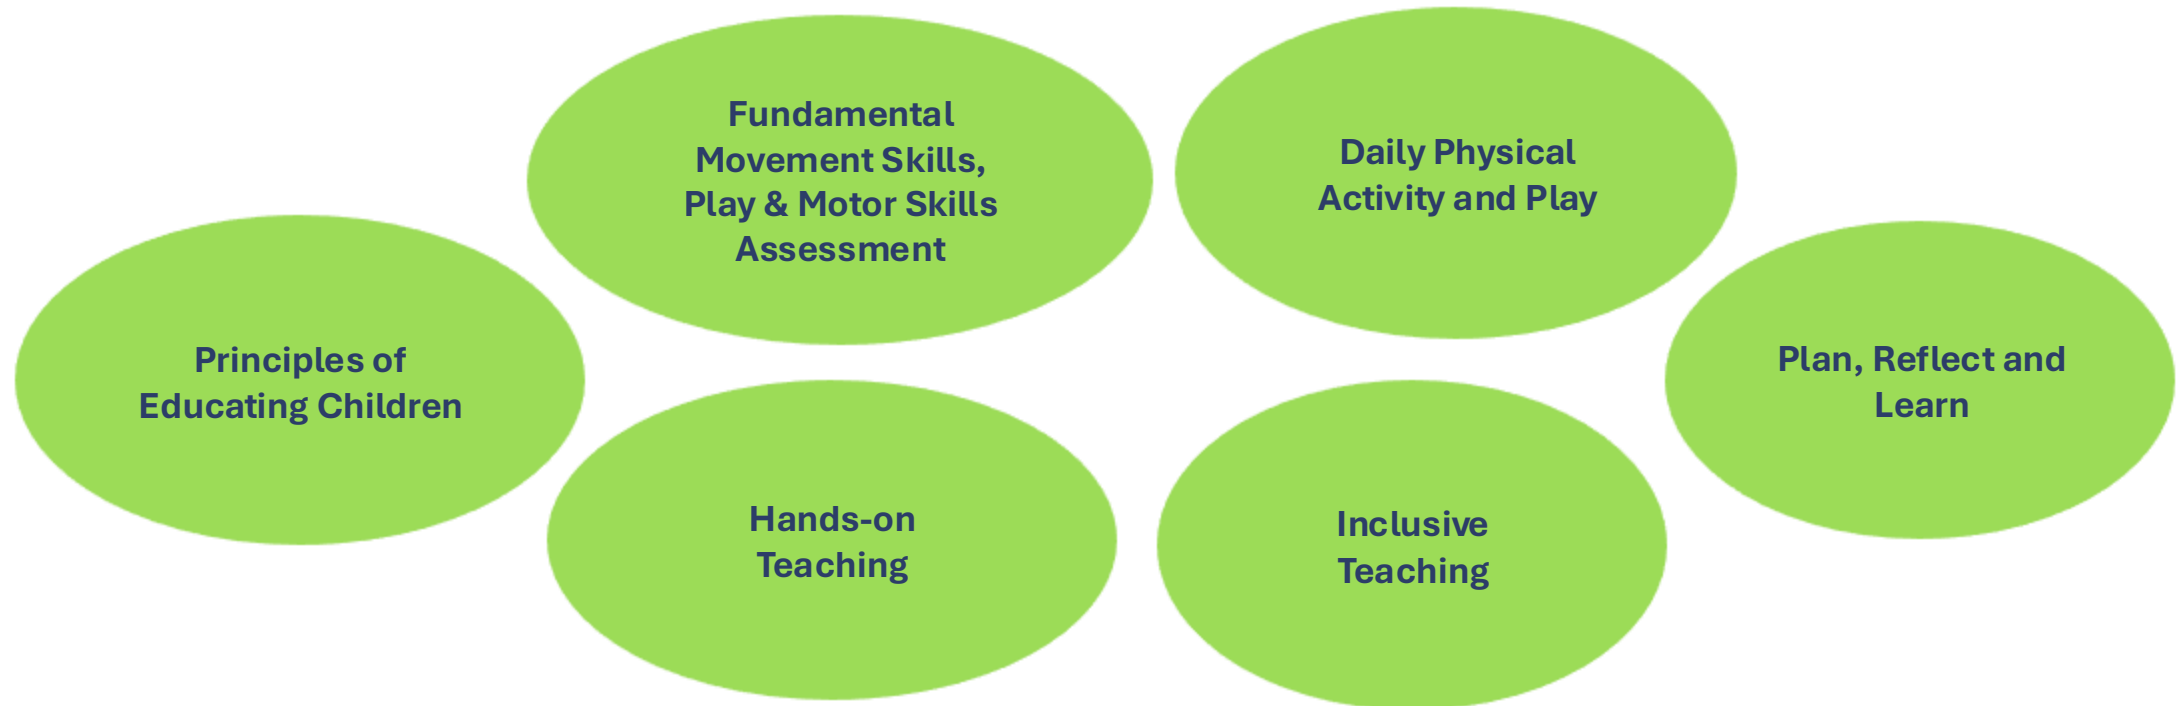 Principles of
Educating Children
Fundamental
Movement Skills,
Play & Motor Skills
Assessment
Daily Physical
Activity and Play
Hands-on
Teaching
Inclusive
Teaching
Plan, Reflect and
Learn